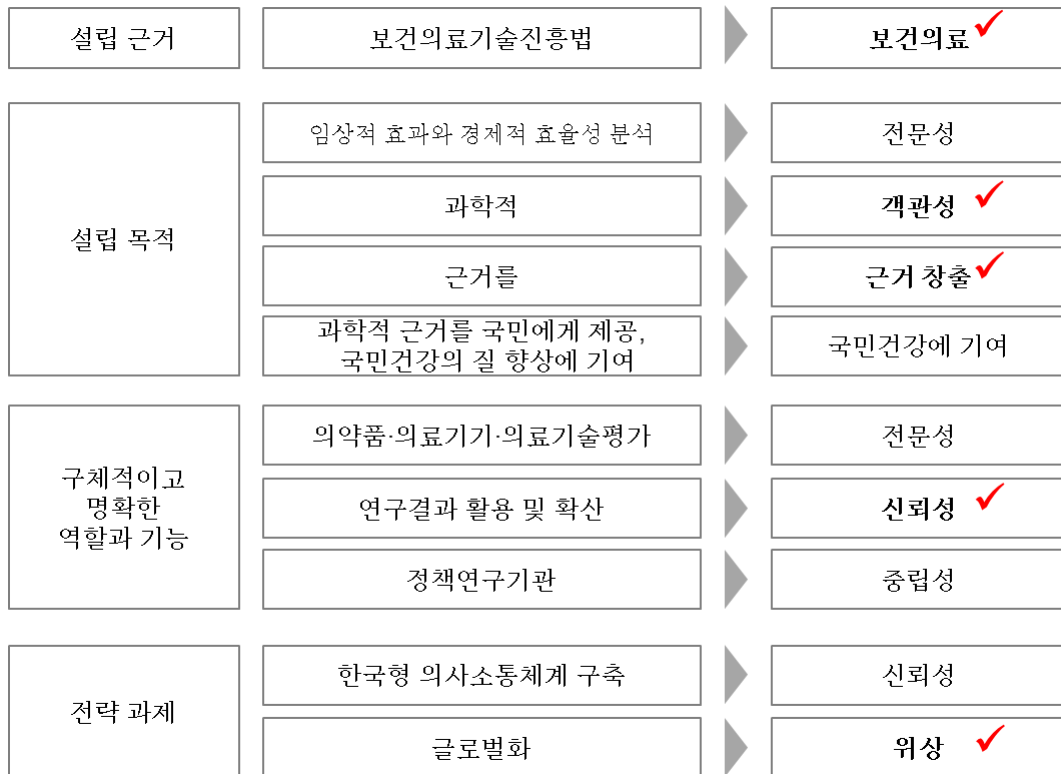 설립 근거
보건의료기술진흥법
보건의료
설립 목적
임상적 효과와 경제적 효율성 분석
전문성
과학적
객관성
근거를
근거 창출
과학적 근거를 국민에게 제공,
국민건강의 질 향상에 기여
국민건강에 기여
구체적이고
명확한
역할과 기능
의약품·의료기기·의료기술평가
전문성
연구결과 활용 및 확산
신뢰성
정책연구기관
중립성
전략 과제
한국형 의사소통체계 구축
신뢰성
글로벌화
위상